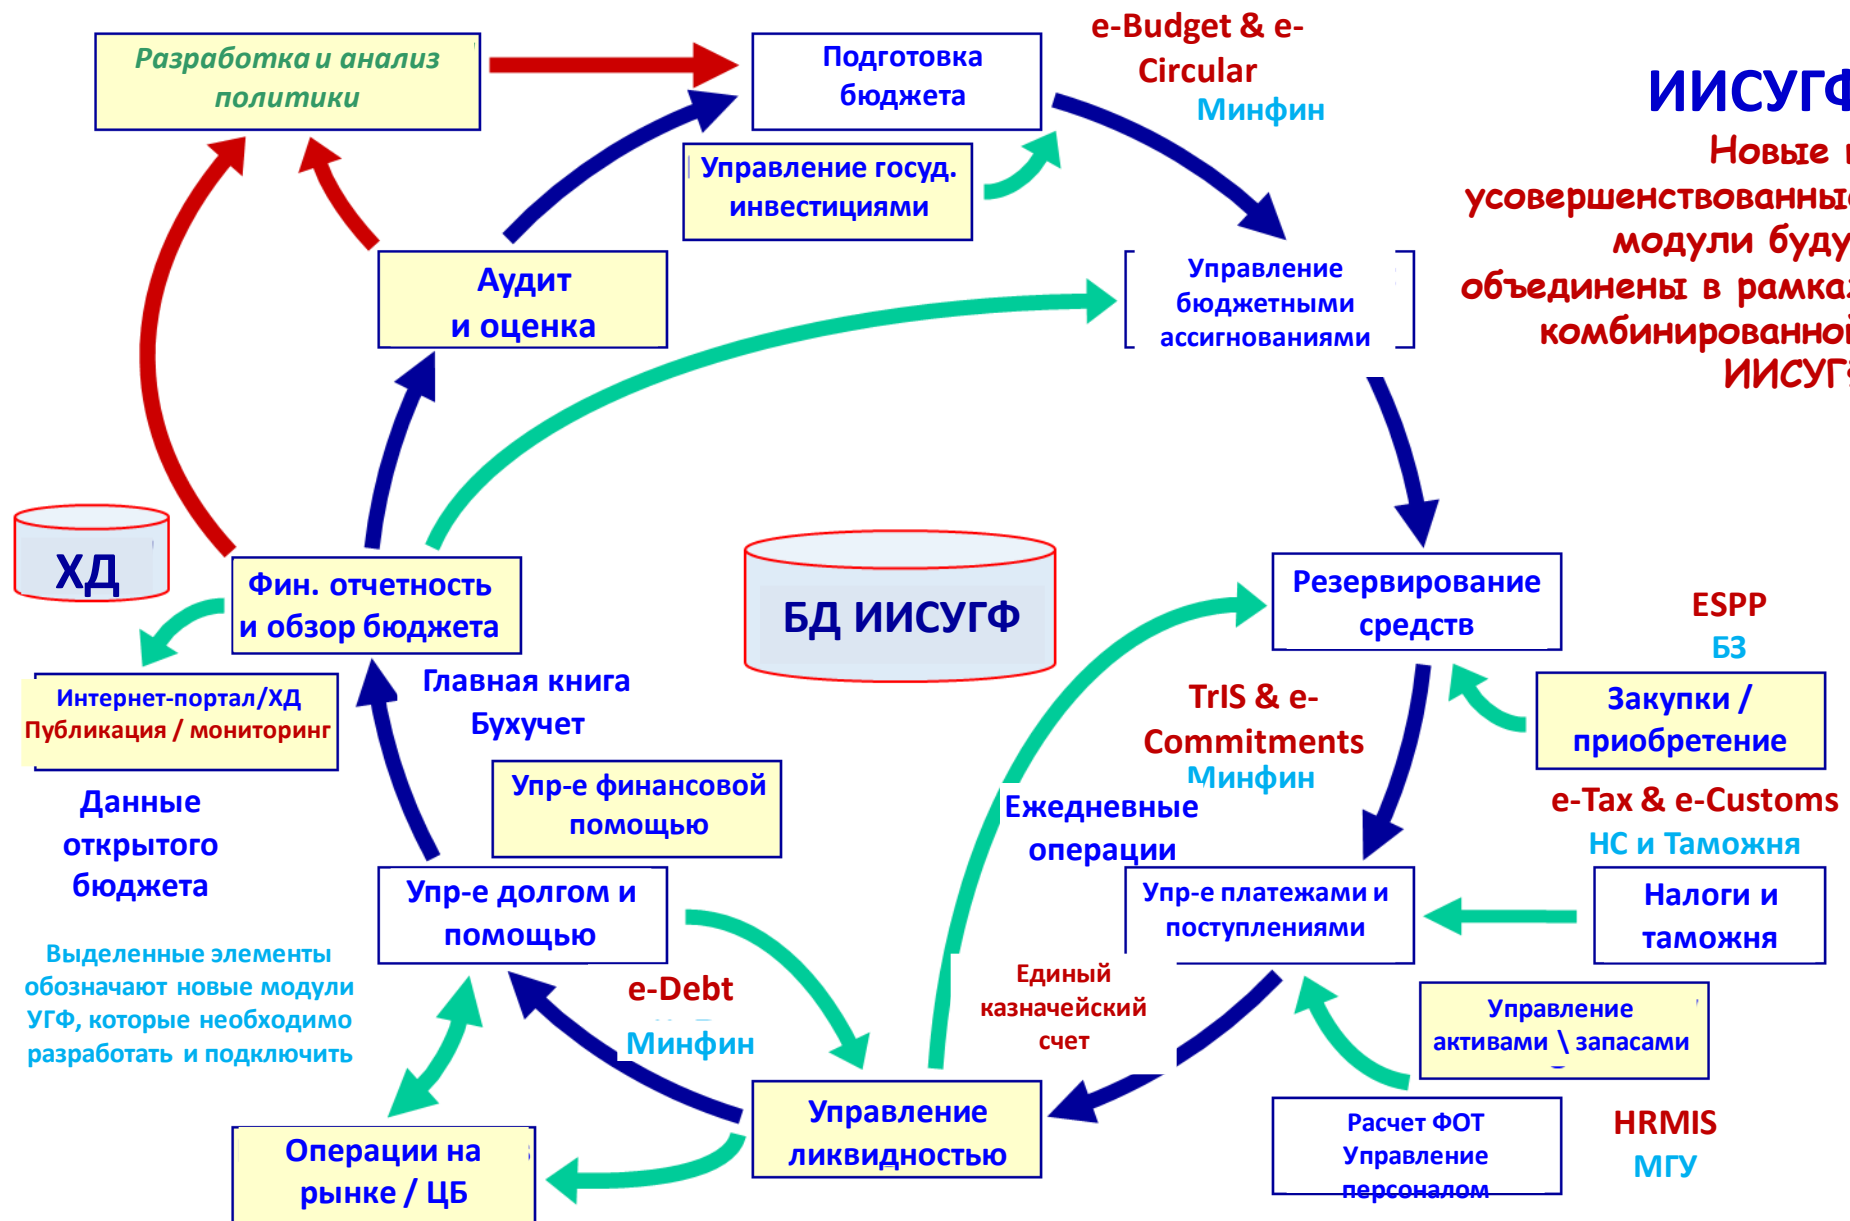 Разработка и анализ
политики
Подготовка
бюджета
e-Budget & e-
Circular
Минфин
ИИСУГФ
Новые
усовершенствованные
модули буду
объединены в рамках
комбинированной
ИИСУГ
Управление госуд.
инвестициями
Аудит
и оценка
Управление
бюджетными
ассигнованиями
ХД
Фин. отчетность
и обзор бюджета
БД ИИСУГФ
Резервирование
средств
ESPP
БЗ
Закупки /
приобретение
Интернет-портал/ХД
Публикация / мониторинг
Главная книга
Бухучет
TrIS & e-
Commitments
Минфин
Данные
открытого
бюджета
Упр-е финансовой
помощью
Ежедневные
операции
e-Tax & e-Customs
НС и Таможня
Упр-е долгом и
помощью
Упр-е платежами и
поступлениями
Налоги и
таможня
Выделенные элементы
обозначают новые модули
УГФ, которые необходимо
разработать и подключить
e-Debt
Минфин
Единый
казначейский
счет
Управление
активами \ запасами
Операции на
рынке / ЦБ
Управление
ликвидностью
Расчет ФОТ
Управление
персоналом
HRMIS
МГУ